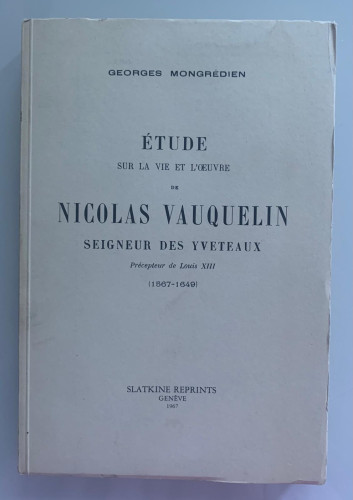 GEORGES MONGRÉDIEN
ÉTUDE
SUR LA VIE ET L'ŒUVRE
DE
NICOLAS VAUQUELIN
SEIGNEUR DES YVETEAUX
Précepteur de Louis XIII
(1567-1649)
SLATKINE REPRINTS
GENÈVE
1967